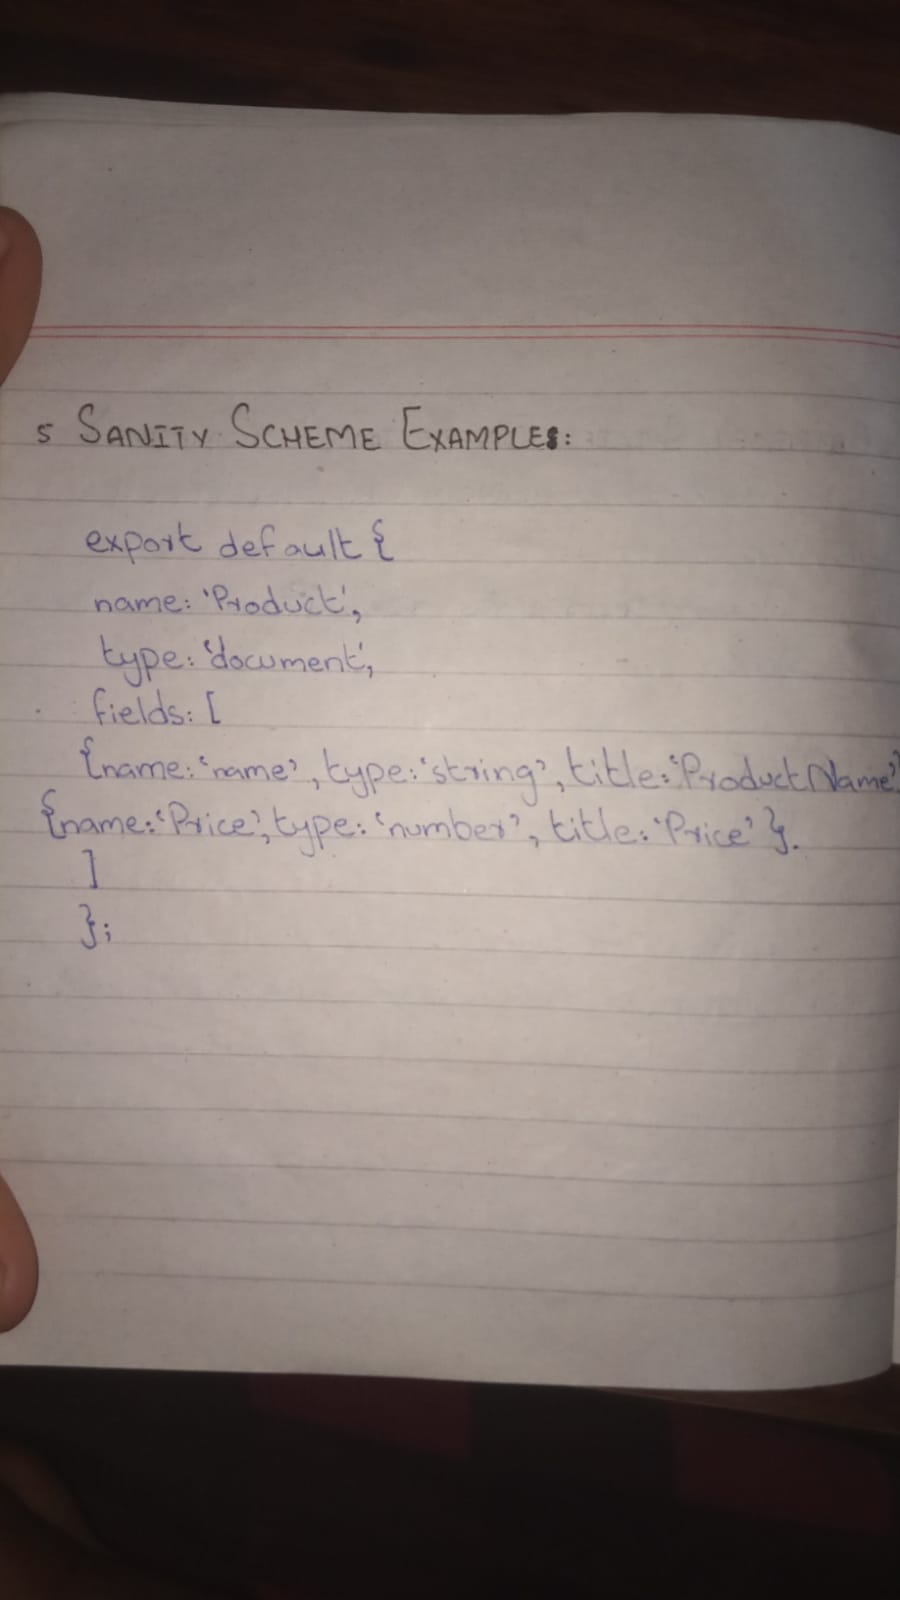 5 SANITY SCHEME EXAMPLES:
export default {
name: 'Product',
type: 'document',
fields: [
{name: 'name', type: 'string', title: 'Product Name'}
{name: 'Price', type: 'number', title: 'Price' }.
]
};